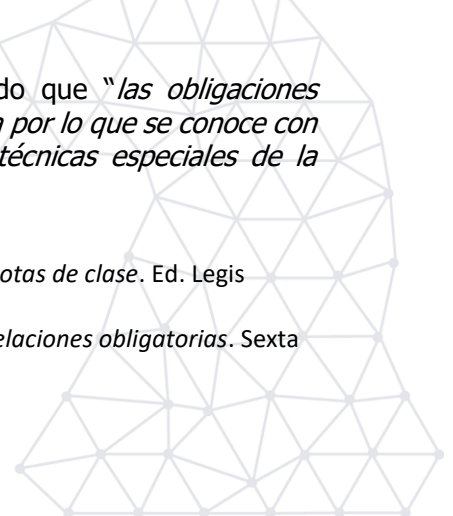 do que “las obligaciones
por lo que se conoce con
técnicas especiales de la
otas de clase. Ed. Legis
elaciones obligatorias. Sexta